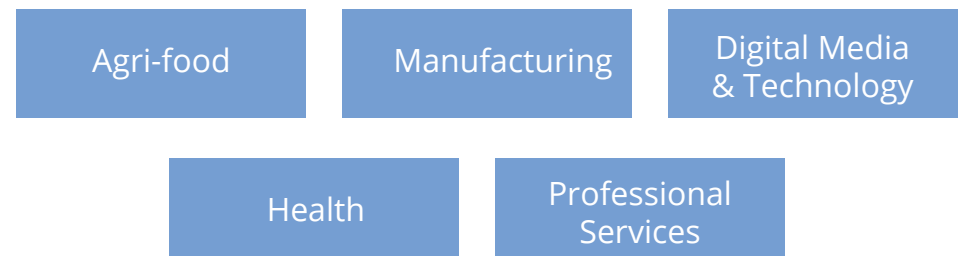 Agri-food
Manufacturing
Digital Media
& Technology
Health
Professional
Services